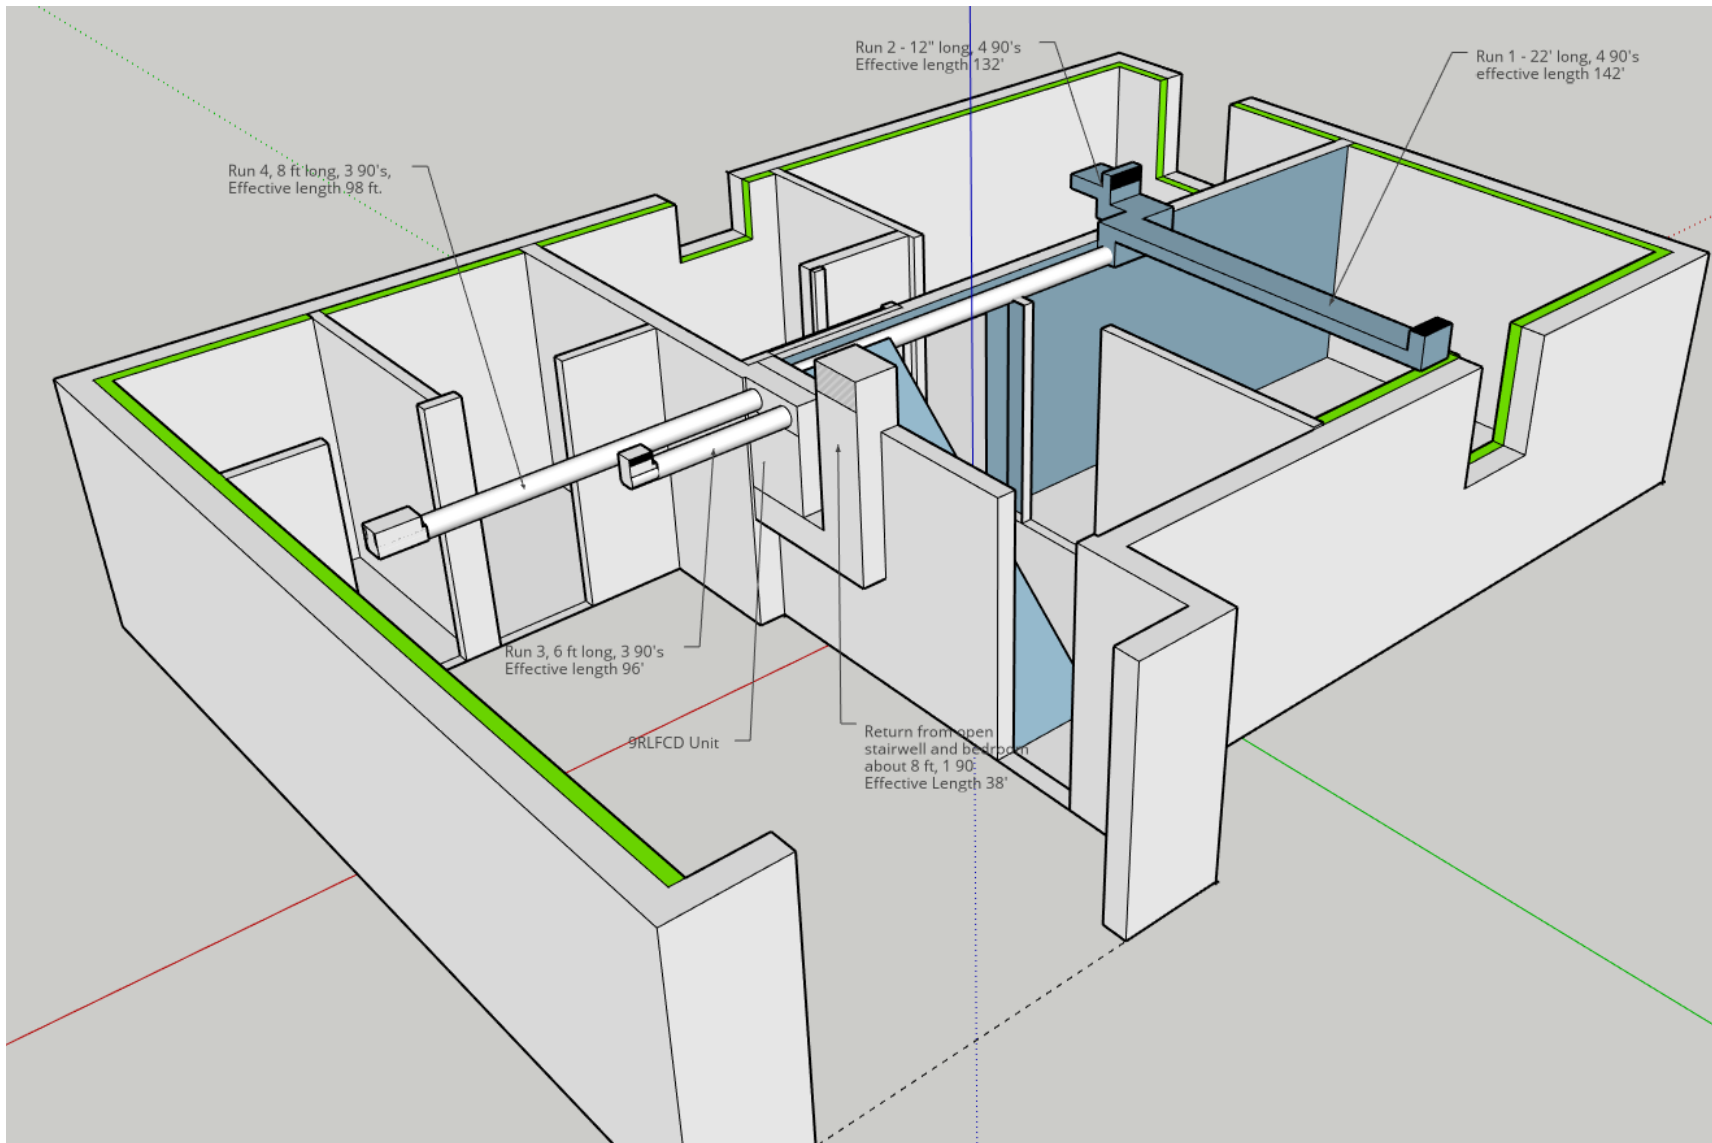 Run 2 - 12" long, 4 90's
Effective length 132'
Run 1 - 22' long, 4 90's
effective length 142'
Run 4, 8 ft long, 3 90's,
Effective length 98 ft.
Run 3, 6 ft long, 3 90's
Effective length 96'
9RLFCD Unit
Return from open
stairwell and bedroom
about 8 ft, 1 90
Effective Length 38'